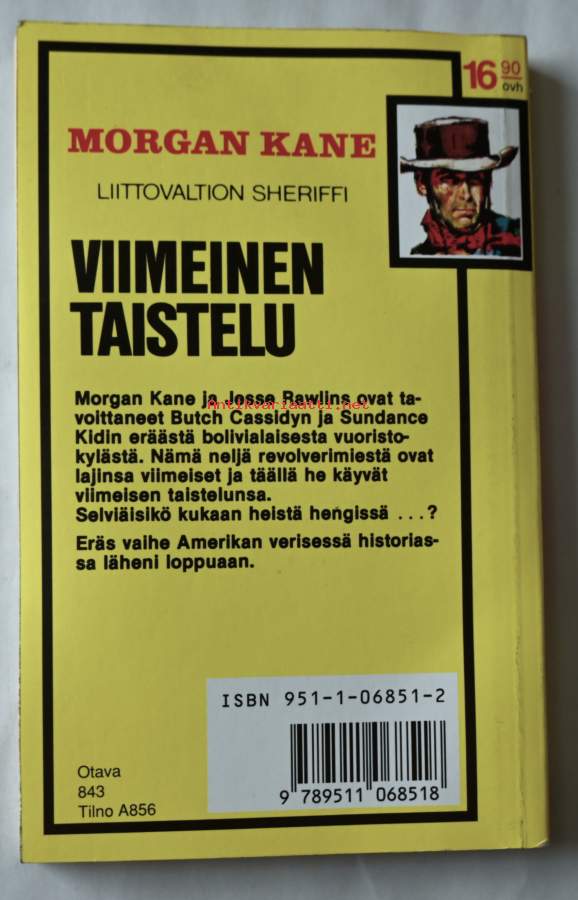 16 90
ovh
MORGAN KANE
LIITTOVALTION SHERIFFI
VIIMEINEN
TAISTELU
Morgan Kane ja Josse Rawlins ovat ta-
Antikvariaatti.net
voittaneet Butch Cassidyn ja Sundance
Kidin eräästä bolivialaisesta vuoristo-
kylästä. Nämä neljä revolverimiestä ovat
lajinsa viimeiset ja täällä he käyvät
viimeisen taistelunsa.
Selviäisikö kukaan heistä hengissä ...?
Eräs vaihe Amerikan verisessä historias-
sa läheni loppuaan.
ISBN 951-1-06851-2
Otava
843
Tilno A856
9 789511 068518